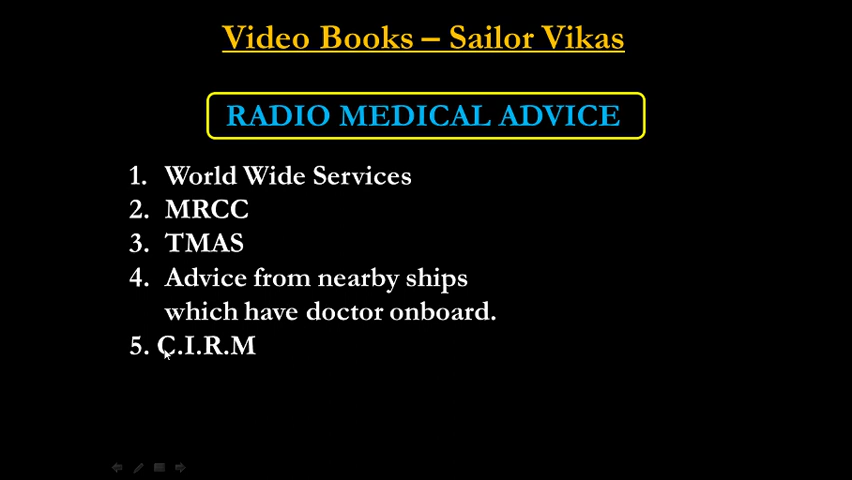 Video Books – Sailor Vikas
RADIO MEDICAL ADVICE
1. World Wide Services
2. MRCC
3. TMAS
4. Advice from nearby ships
which have doctor onboard.
5. C.I.R.M